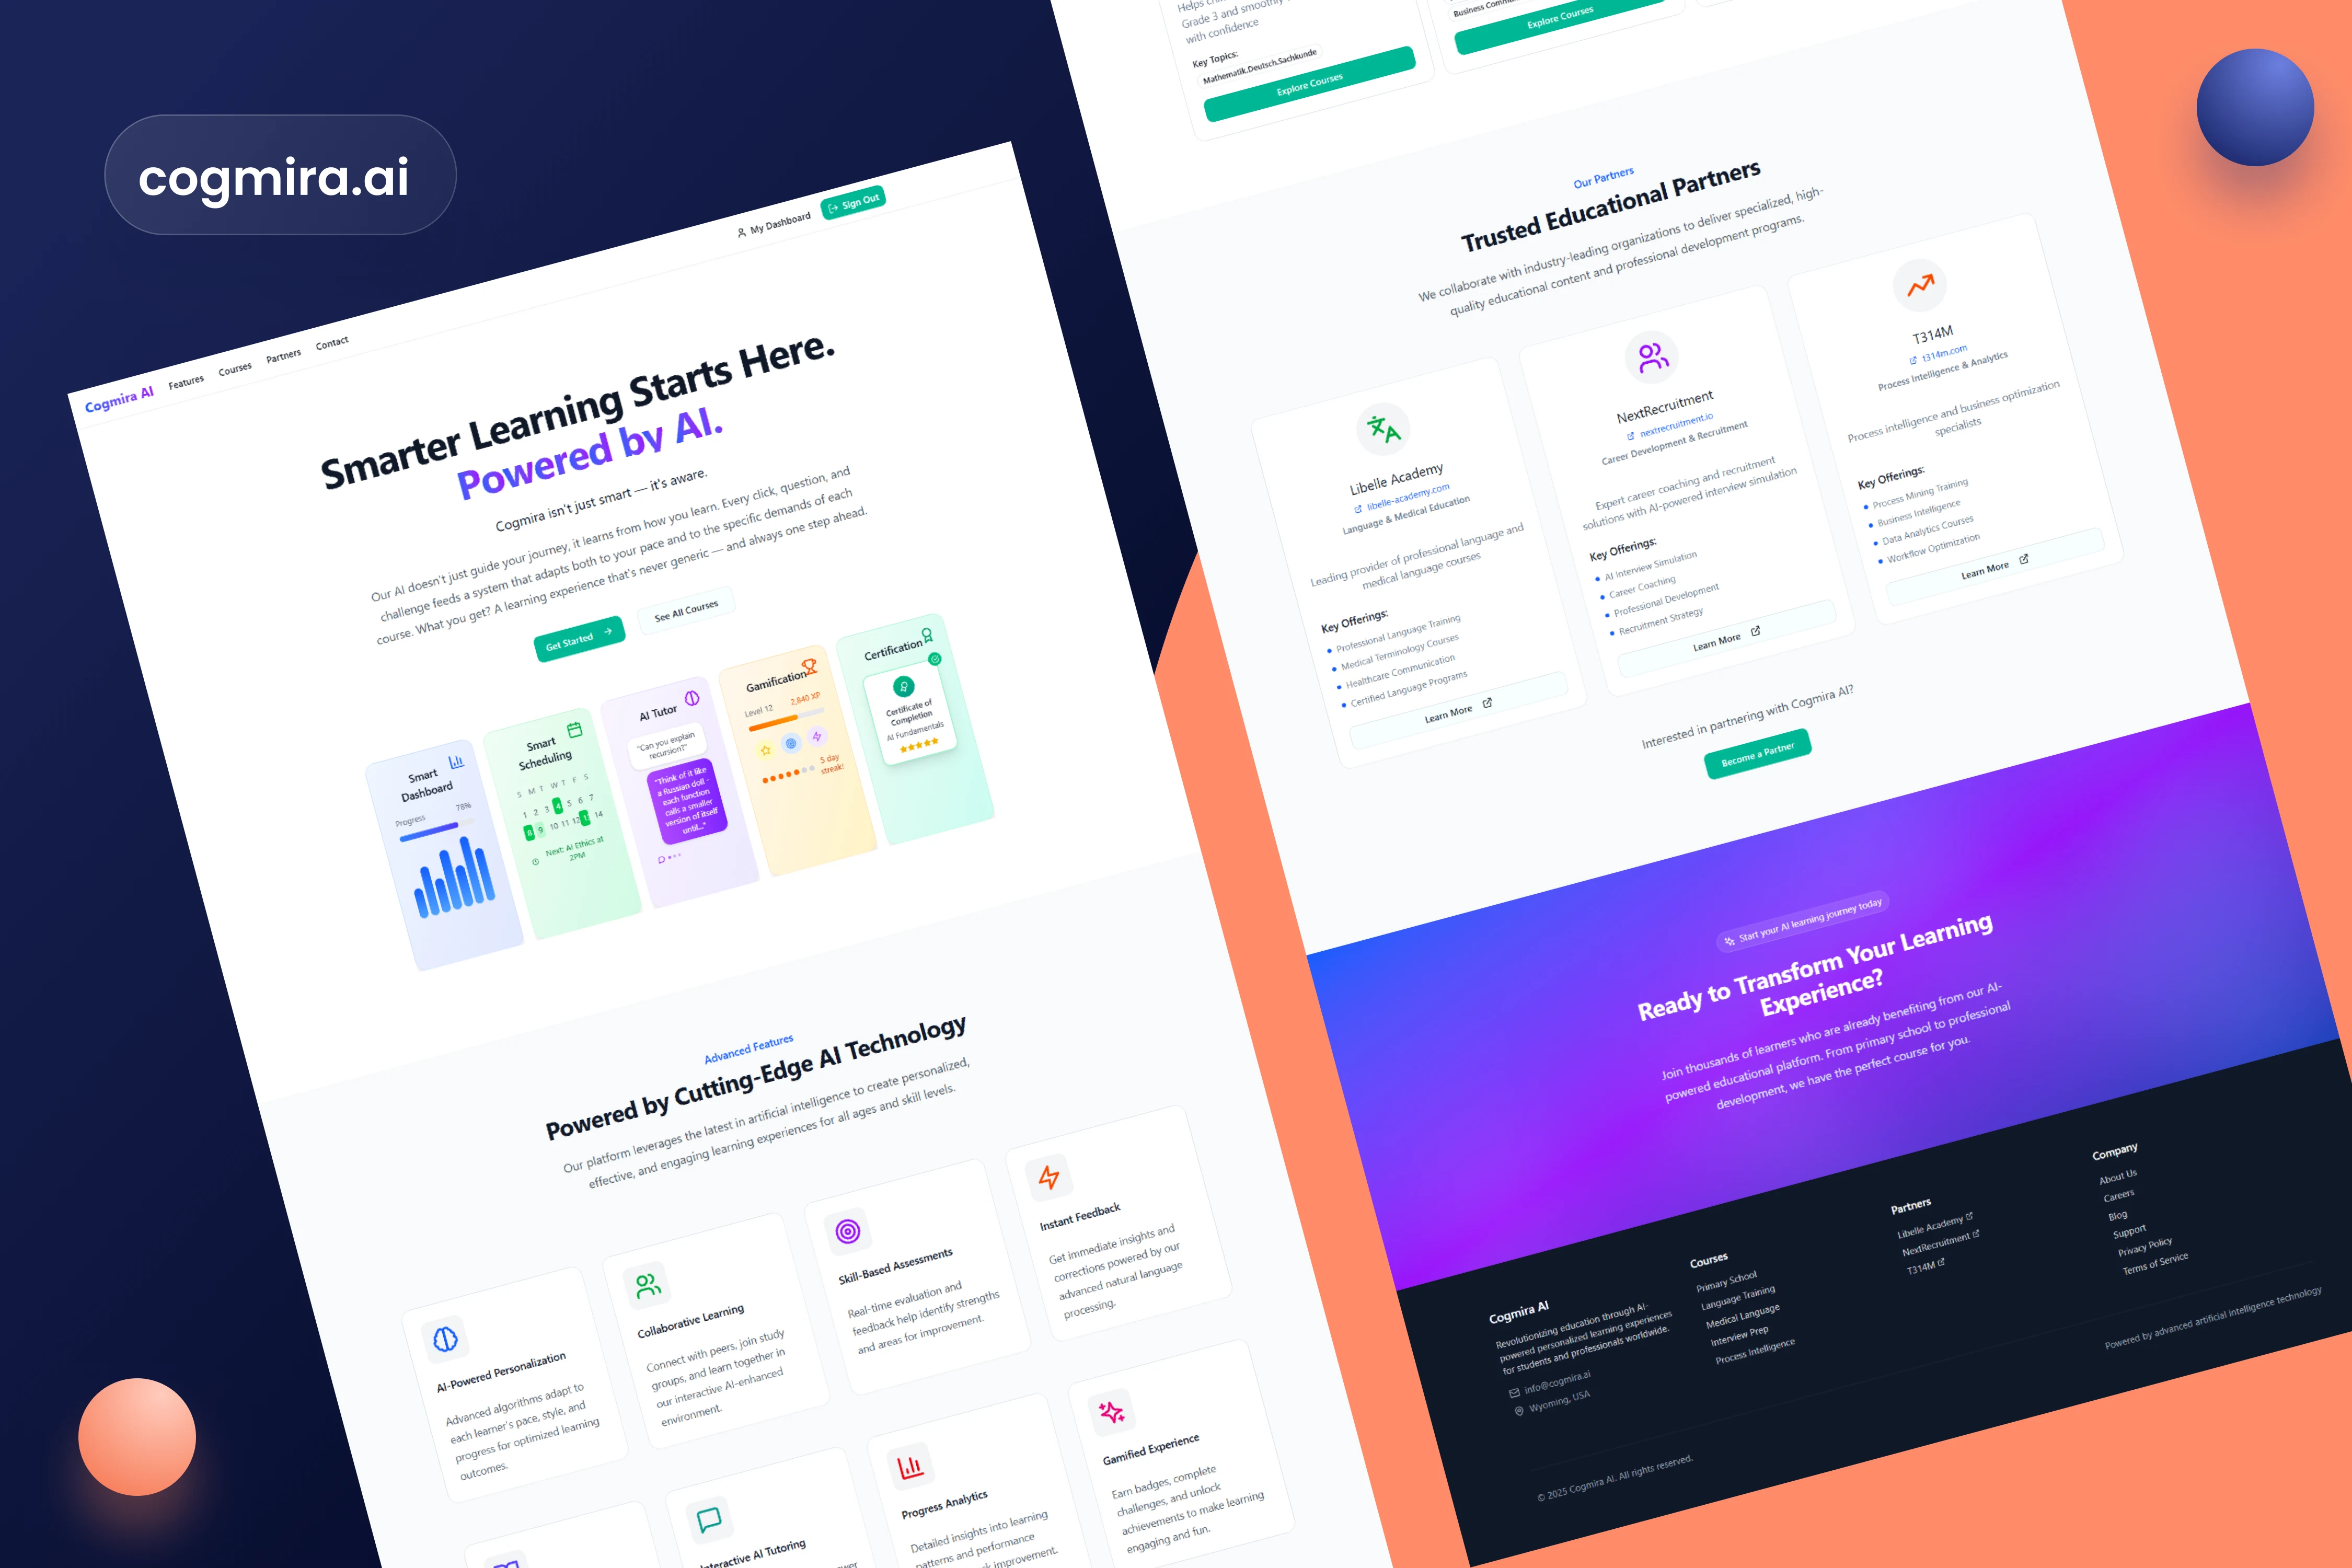 cogmira.ai
Cogmira AI
Features
Courses
Partners
Contact
My Dashboard
Sign Out
Smarter Learning Starts Here.
Powered by AI.
Cogmira isn't just smart — it's aware.
Our AI doesn't just guide your journey, it learns from how you learn. Every click, question, and
challenge feeds a system that adapts both to your pace and to the specific demands of each
course. What you get? A learning experience that's never generic — and always one step ahead.
Get Started
See All Courses
Smart
Dashboard
Progress
78%
Smart
Scheduling
S M T W T F S
1 2 3 4 5 6 7
8 9 10 11 12 14
Next: AI Ethics at
2PM
AI Tutor
"Can you explain
recursion?"
"Think of it like
a Russian doll -
each function
calls a smaller
version of itself
until..."
Gamification
Level 12
2,840 XP
5 day
streak!
Certification
Certificate of
Completion
AI Fundamentals
Advanced Features
Powered by Cutting-Edge AI Technology
Our platform leverages the latest in artificial intelligence to create personalized,
effective, and engaging learning experiences for all ages and skill levels.
AI-Powered Personalization
Advanced algorithms adapt to
each learner's pace, style, and
progress for optimized learning
outcomes.
Collaborative Learning
Connect with peers, join study
groups, and learn together in
our interactive AI-enhanced
environment.
Skill-Based Assessments
Real-time evaluation and
feedback help identify strengths
and areas for improvement.
Instant Feedback
Get immediate insights and
corrections powered by our
advanced natural language
processing.
Interactive AI Tutoring
Progress Analytics
Detailed insights into learning
patterns and performance
improvement.
Gamified Experience
Earn badges, complete
challenges, and unlock
achievements to make learning
engaging and fun.
Helps
Grade 3 and smoothly
with confidence
Key Topics:
Mathematik,Deutsch,Sachkunde
Explore Courses
Business
Explore Courses
Our Partners
Trusted Educational Partners
We collaborate with industry-leading organizations to deliver specialized, high-
quality educational content and professional development programs.
Libelle Academy
libelle-academy.com
Language & Medical Education
Leading provider of professional language and
medical language courses
Key Offerings:
Professional Language Training
Medical Terminology Courses
Healthcare Communication
Certified Language Programs
Learn More
NextRecruitment
nextrecruitment.io
Career Development & Recruitment
Expert career coaching and recruitment
solutions with AI-powered interview simulation
Key Offerings:
AI Interview Simulation
Career Coaching
Professional Development
Recruitment Strategy
Learn More
T314M
t314m.com
Process Intelligence & Analytics
Process intelligence and business optimization
specialists
Key Offerings:
Process Mining Training
Business Intelligence
Data Analytics Courses
Workflow Optimization
Learn More
Interested in partnering with Cogmira AI?
Become a Partner
Start your AI learning journey today
Ready to Transform Your Learning
Experience?
Join thousands of learners who are already benefiting from our AI-
powered educational platform. From primary school to professional
development, we have the perfect course for you.
Cogmira AI
Revolutionizing education through AI-
powered personalized learning experiences
for students and professionals worldwide.
info@cogmira.ai
Wyoming, USA
Courses
Primary School
Language Training
Medical Language
Interview Prep
Process Intelligence
Partners
Libelle Academy
NextRecruitment
T314M
Company
About Us
Careers
Blog
Support
Privacy Policy
Terms of Service
© 2025 Cogmira AI. All rights reserved.
Powered by advanced artificial intelligence technology